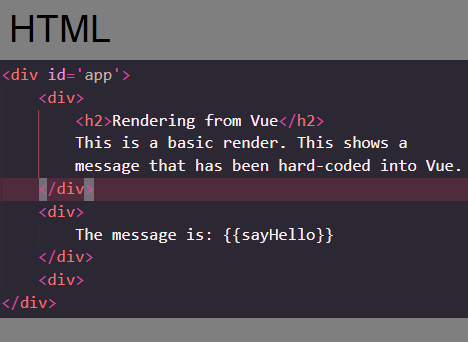 HTML
<div id='app'>
    <div>
        <h2>Rendering from Vue</h2>
        This is a basic render. This shows a
        message that has been hard-coded into Vue.
    </div>
    <div>
        The message is: {{sayHello}}
    </div>
    <div>
</div>